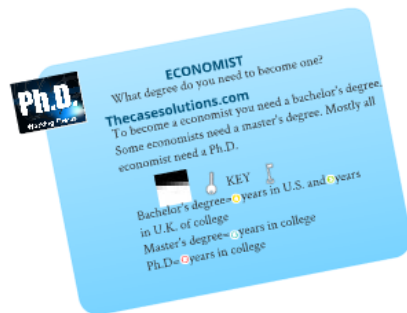 ECONOMIST
What degree do you need to become one?
Ph.D.
Thecasesolutions.com
To become a economist you need a bachelor's degree.
Some economists need a master's degree. Mostly all
economist need a Ph.D.
KEY
Bachelor's degree= years in U.S. and years
in U.K. of college
Master's degree= years in college
Ph.D= years in college